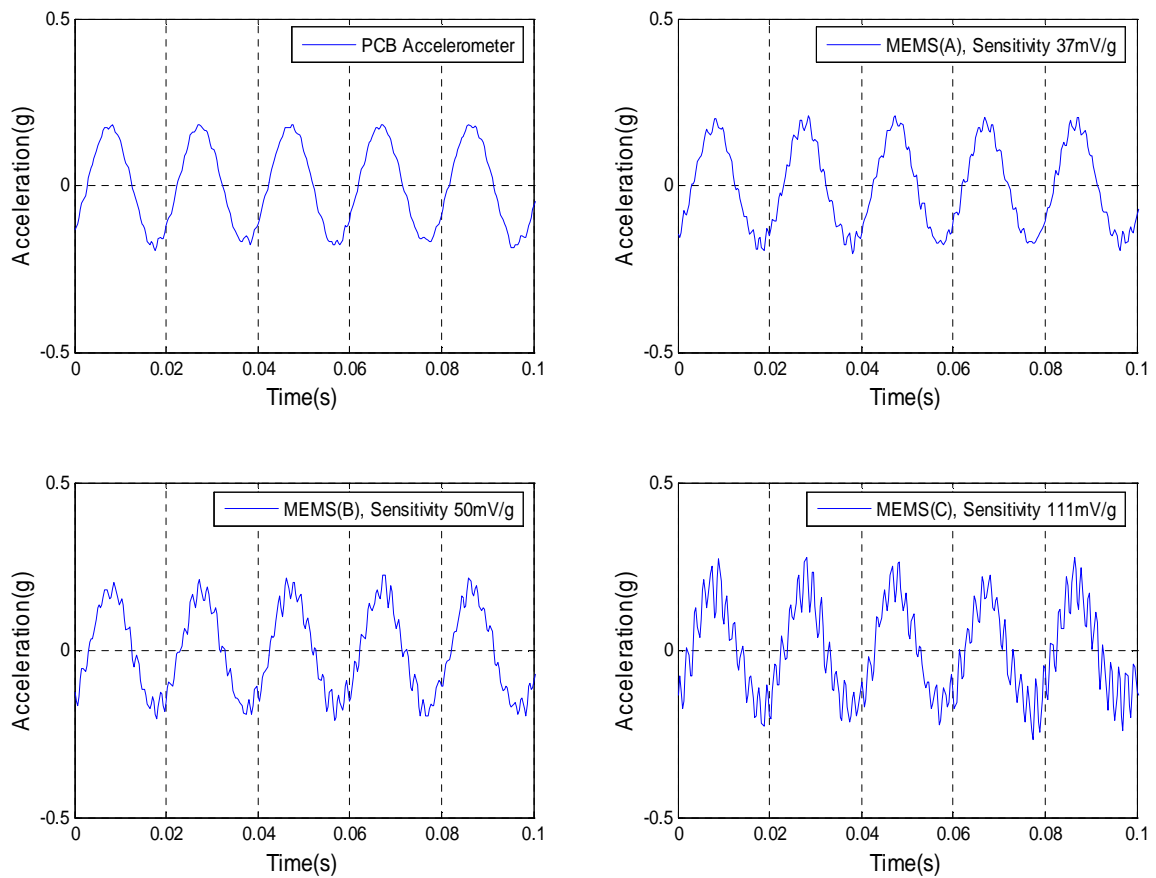 0.5
PCB Accelerometer
Acceleration(g)
0
-0.5
0 0.02 0.04 0.06 0.08 0.1
Time(s)
0.5
MEMS(A), Sensitivity 37mV/g
Acceleration(g)
0
-0.5
0 0.02 0.04 0.06 0.08 0.1
Time(s)
0.5
MEMS(B), Sensitivity 50mV/g
Acceleration(g)
0
-0.5
0 0.02 0.04 0.06 0.08 0.1
Time(s)
0.5
MEMS(C), Sensitivity 111mV/g
Acceleration(g)
0
-0.5
0 0.02 0.04 0.06 0.08 0.1
Time(s)